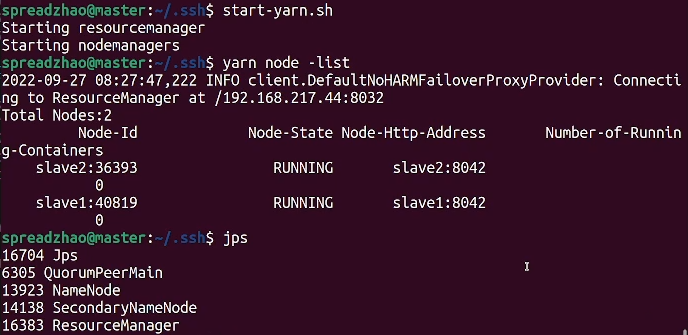 spreadzhao@master:~/.ssh$ start-yarn.sh
Starting resourcemanager
Starting nodemanagers
spreadzhao@master:~/.ssh$ yarn node -list
2022-09-27 08:27:47,222 INFO client.DefaultNoHARMFailoverProxyProvider: Connecti
ng to ResourceManager at /192.168.217.44:8032
Total Nodes:2
         Node-Id             Node-State Node-Http-Address       Number-of-Runnin
g-Containers
   slave2:36393                 RUNNING       slave2:8042
           0
   slave1:40819                 RUNNING       slave1:8042
           0
spreadzhao@master:~/.ssh$ jps
16704 Jps
6305 QuorumPeerMain
13923 NameNode
14138 SecondaryNameNode
16383 ResourceManager